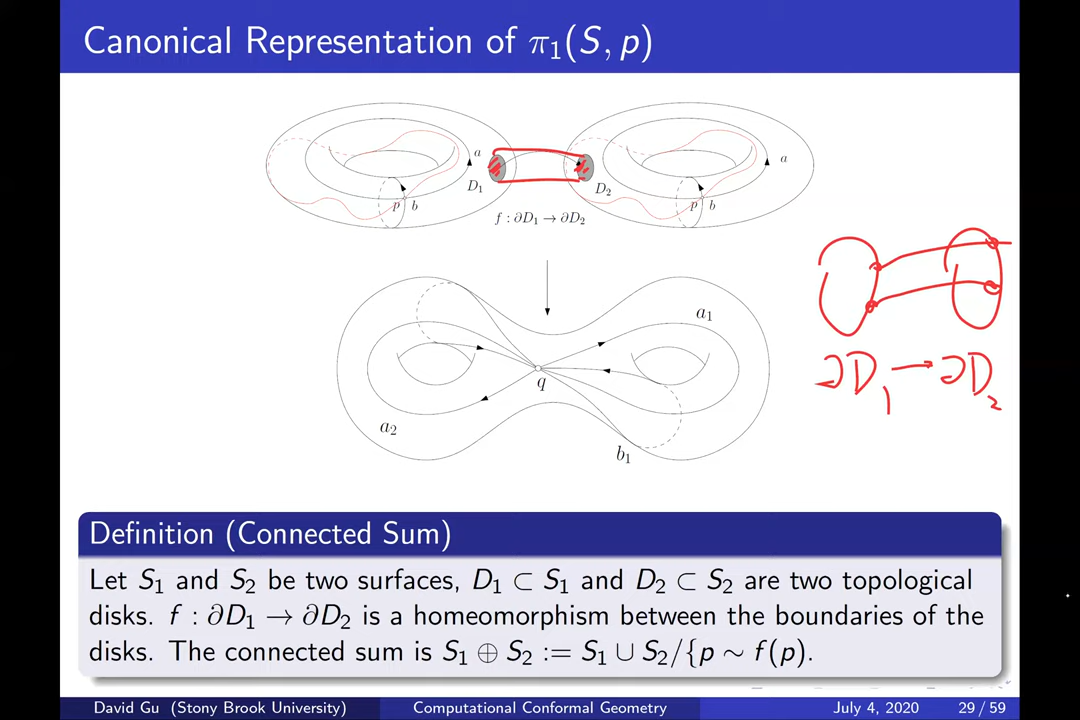 Canonical Representation of π₁(S, p)
a
a
D₁
D₂
p b
p b
f : ∂D₁ → ∂D₂
a₁
q
a₂
b₁
∂D₁ → ∂D₂
Definition (Connected Sum)
Let S₁ and S₂ be two surfaces, D₁ ⊂ S₁ and D₂ ⊂ S₂ are two topological
disks. f : ∂D₁ → ∂D₂ is a homeomorphism between the boundaries of the
disks. The connected sum is S₁ ⊕ S₂ := S₁ ∪ S₂/{p ∼ f(p).
David Gu (Stony Brook University) Computational Conformal Geometry July 4, 2020 29 / 59